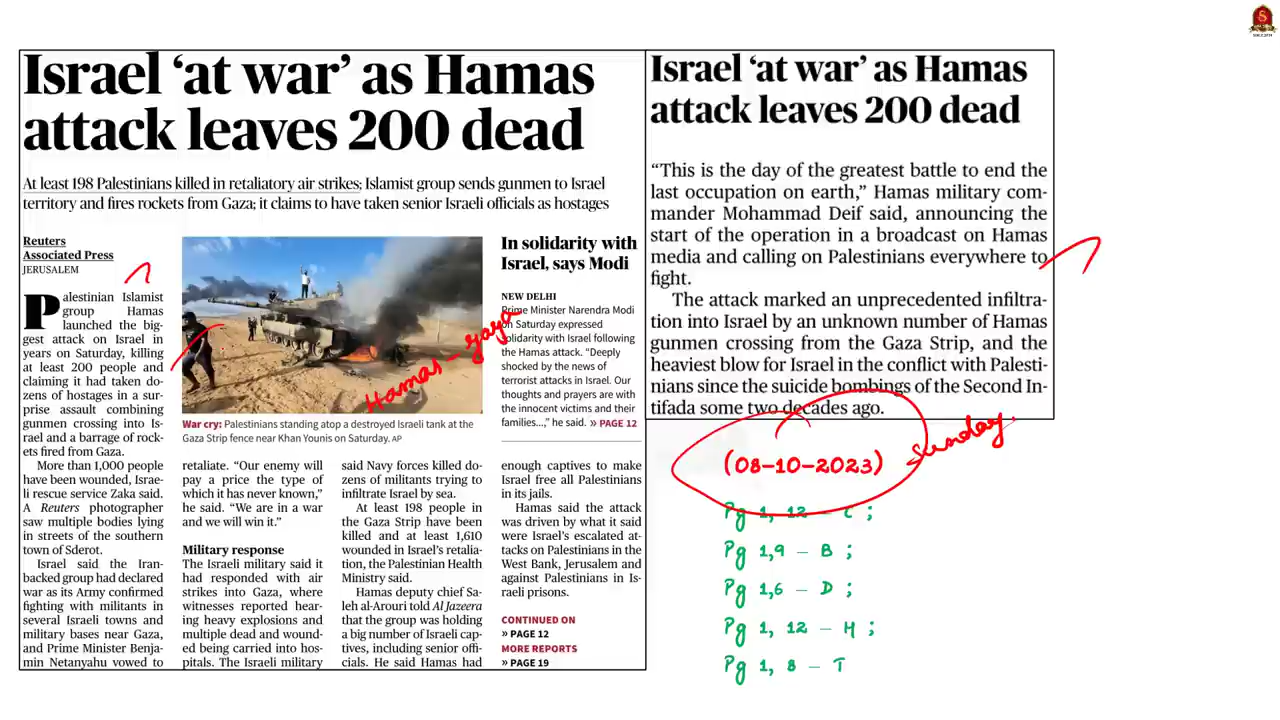 Israel ‘at war’ as Hamas
attack leaves 200 dead
At least 198 Palestinians killed in retaliatory air strikes; Islamist group sends gunmen to Israel
territory and fires rockets from Gaza; it claims to have taken senior Israeli officials as hostages
Reuters
Associated Press
JERUSALEM
Palestinian Islamist
group Hamas
launched the big-
gest attack on Israel in
years on Saturday, killing
at least 200 people and
claiming it had taken do-
zens of hostages in a sur-
prise assault combining
gunmen crossing into Is-
rael and a barrage of rock-
ets fired from Gaza.
More than 1,000 people
have been wounded, Israe-
li rescue service Zaka said.
A Reuters photographer
saw multiple bodies lying
in streets of the southern
town of Sderot.
Israel said the Iran-
backed group had declared
war as its Army confirmed
fighting with militants in
several Israeli towns and
military bases near Gaza,
and Prime Minister Benja-
min Netanyahu vowed to
Hamas - gaza
War cry: Palestinians standing atop a destroyed Israeli tank at the
Gaza Strip fence near Khan Younis on Saturday. AP
retaliate. “Our enemy will
pay a price the type of
which it has never known,”
he said. “We are in a war
and we will win it.”
Military response
The Israeli military said it
had responded with air
strikes into Gaza, where
witnesses reported hear-
ing heavy explosions and
multiple dead and wound-
ed being carried into hos-
pitals. The Israeli military
said Navy forces killed do-
zens of militants trying to
infiltrate Israel by sea.
At least 198 people in
the Gaza Strip have been
killed and at least 1,610
wounded in Israel’s retalia-
tion, the Palestinian Health
Ministry said.
Hamas deputy chief Sa-
leh al-Arouri told Al Jazeera
that the group was holding
a big number of Israeli cap-
tives, including senior offi-
cials. He said Hamas had
In solidarity with
Israel, says Modi
NEW DELHI
Prime Minister Narendra Modi
on Saturday expressed
solidarity with Israel following
the Hamas attack. “Deeply
shocked by the news of
terrorist attacks in Israel. Our
thoughts and prayers are with
the innocent victims and their
families...,” he said. » PAGE 12
enough captives to make
Israel free all Palestinians
in its jails.
Hamas said the attack
was driven by what it said
were Israel’s escalated at-
tacks on Palestinians in the
West Bank, Jerusalem and
against Palestinians in Is-
raeli prisons.
CONTINUED ON
» PAGE 12
MORE REPORTS
» PAGE 19
Israel ‘at war’ as Hamas
attack leaves 200 dead
“This is the day of the greatest battle to end the
last occupation on earth,” Hamas military com-
mander Mohammad Deif said, announcing the
start of the operation in a broadcast on Hamas
media and calling on Palestinians everywhere to
fight.
The attack marked an unprecedented infiltra-
tion into Israel by an unknown number of Hamas
gunmen crossing from the Gaza Strip, and the
heaviest blow for Israel in the conflict with Palesti-
nians since the suicide bombings of the Second In-
tifada some two decades ago.
(08-10-2023) Sunday.
Pg 1, 12 - C ;
Pg 1,9 - B ;
Pg 1,6 - D ;
Pg 1, 12 - H ;
Pg 1, 8 - T